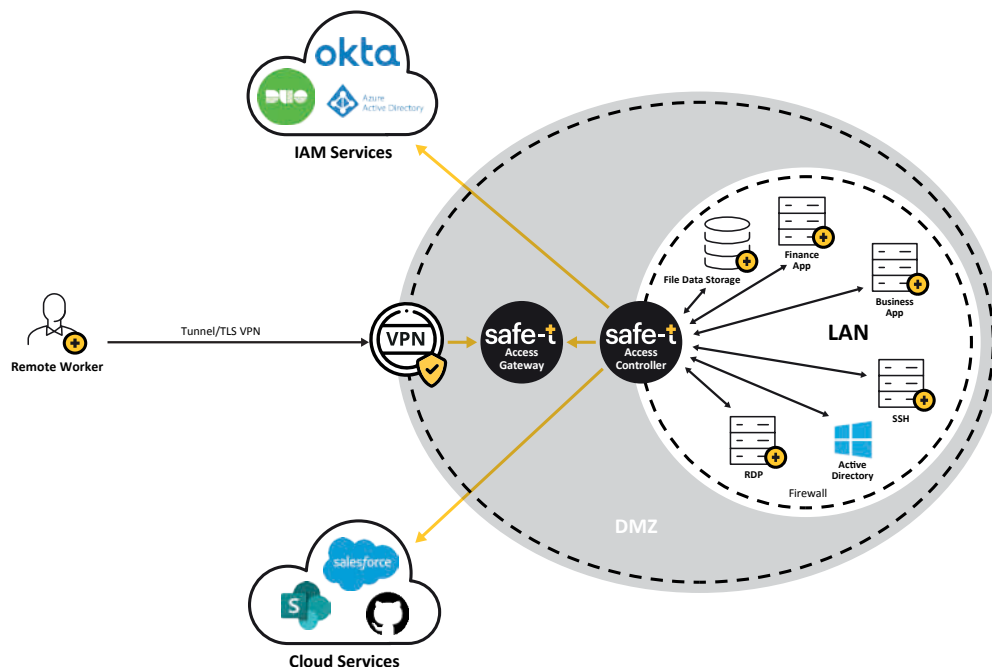 okta
DUO
Azure
Active Directory
IAM Services
File Data Storage
Finance
App
Business
App
LAN
Remote Worker
Tunnel/TLS VPN
VPN
safe-t
Access
Gateway
safe-t
Access
Controller
SSH
RDP
Active
Directory
Firewall
DMZ
salesforce
S
Cloud Services